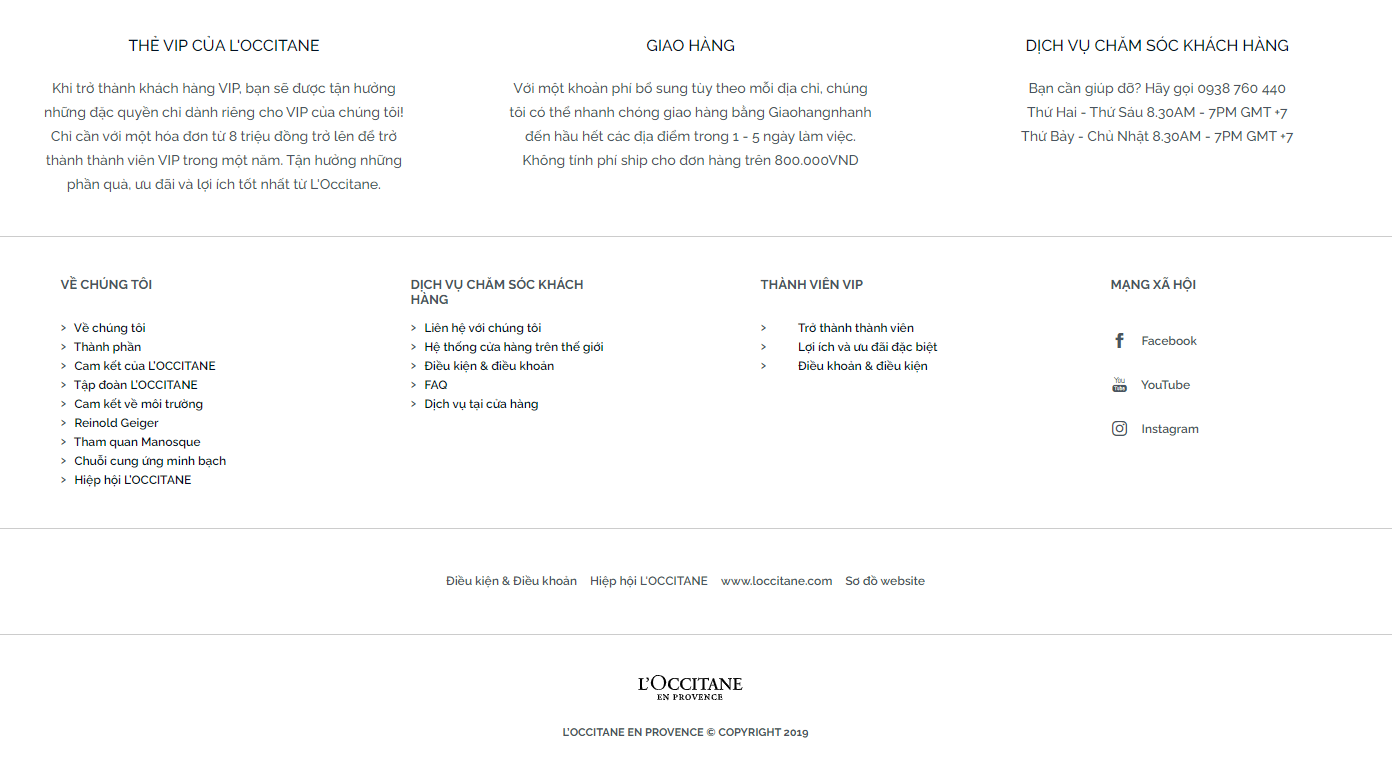 THẺ VIP CỦA L'OCCITANE
Khi trở thành khách hàng VIP, bạn sẽ được tận hưởng
những đặc quyền chỉ dành riêng cho VIP của chúng tôi!
Chỉ cần với một hóa đơn từ 8 triệu đồng trở lên để trở
thành thành viên VIP trong một năm. Tận hưởng những
phần quà, ưu đãi và lợi ích tốt nhất từ L'Occitane.
GIAO HÀNG
Với một khoản phí bổ sung tùy theo mỗi địa chỉ, chúng
tôi có thể nhanh chóng giao hàng bằng Giaohangnhanh
đến hầu hết các địa điểm trong 1 - 5 ngày làm việc.
Không tính phí ship cho đơn hàng trên 800.000VND
DỊCH VỤ CHĂM SÓC KHÁCH HÀNG
Bạn cần giúp đỡ? Hãy gọi 0938 760 440
Thứ Hai - Thứ Sáu 8.30AM - 7PM GMT +7
Thứ Bảy - Chủ Nhật 8.30AM - 7PM GMT +7
VỀ CHÚNG TÔI
Về chúng tôi
Thành phần
Cam kết của L'OCCITANE
Tập đoàn L'OCCITANE
Cam kết về môi trường
Reinold Geiger
Tham quan Manosque
Chuỗi cung ứng minh bạch
Hiệp hội L'OCCITANE
DỊCH VỤ CHĂM SÓC KHÁCH
HÀNG
Liên hệ với chúng tôi
Hệ thống cửa hàng trên thế giới
Điều kiện & điều khoản
FAQ
Dịch vụ tại cửa hàng
THÀNH VIÊN VIP
Trở thành thành viên
Lợi ích và ưu đãi đặc biệt
Điều khoản & điều kiện
MẠNG XÃ HỘI
Facebook
YouTube
Instagram
Điều kiện & Điều khoản Hiệp hội L'OCCITANE www.loccitane.com Sơ đồ website
L'OCCITANE
EN PROVENCE
L'OCCITANE EN PROVENCE © COPYRIGHT 2019